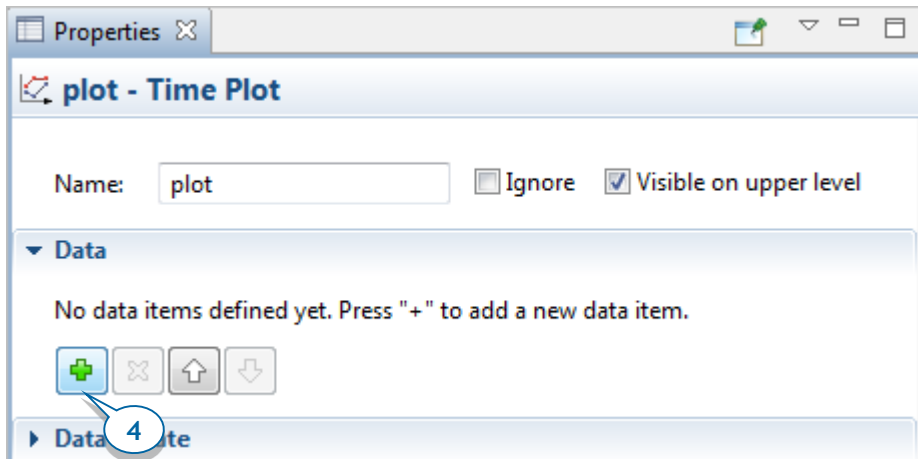 Properties
plot - Time Plot
Name: plot Ignore Visible on upper level
Data
No data items defined yet. Press "+" to add a new data item.
4
Data